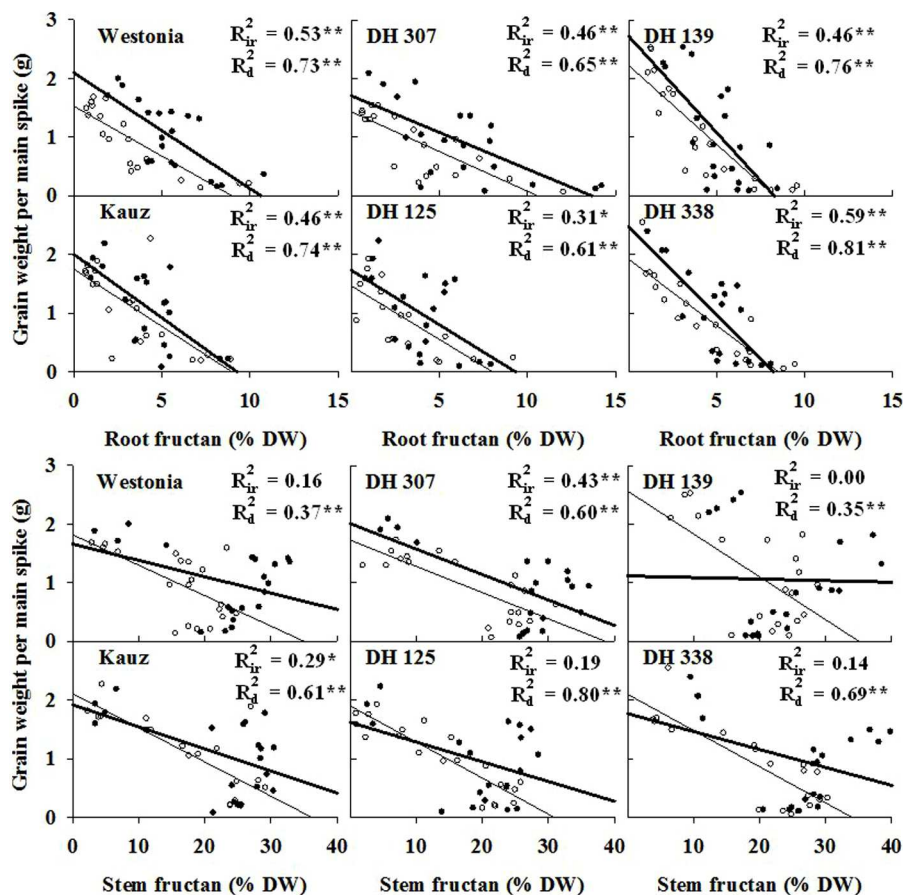 Grain weight per main spike (g)
3
2
1
0
Westonia
R²ir = 0.53**
R²d = 0.73**
DH 307
R²ir = 0.46**
R²d = 0.65**
DH 139
R²ir = 0.46**
R²d = 0.76**
2
1
0
Kauz
R²ir = 0.46**
R²d = 0.74**
DH 125
R²ir = 0.31*
R²d = 0.61**
DH 338
R²ir = 0.59**
R²d = 0.81**
0 5 10 15 5 10 15 5 10 15
Root fructan (% DW) Root fructan (% DW) Root fructan (% DW)
Grain weight per main spike (g)
3
2
1
0
Westonia
R²ir = 0.16
R²d = 0.37**
DH 307
R²ir = 0.43**
R²d = 0.60**
DH 139
R²ir = 0.00
R²d = 0.35**
2
1
0
Kauz
R²ir = 0.29*
R²d = 0.61**
DH 125
R²ir = 0.19
R²d = 0.80**
DH 338
R²ir = 0.14
R²d = 0.69**
0 10 20 30 40 0 10 20 30 40 0 10 20 30 40
Stem fructan (% DW) Stem fructan (% DW) Stem fructan (% DW)